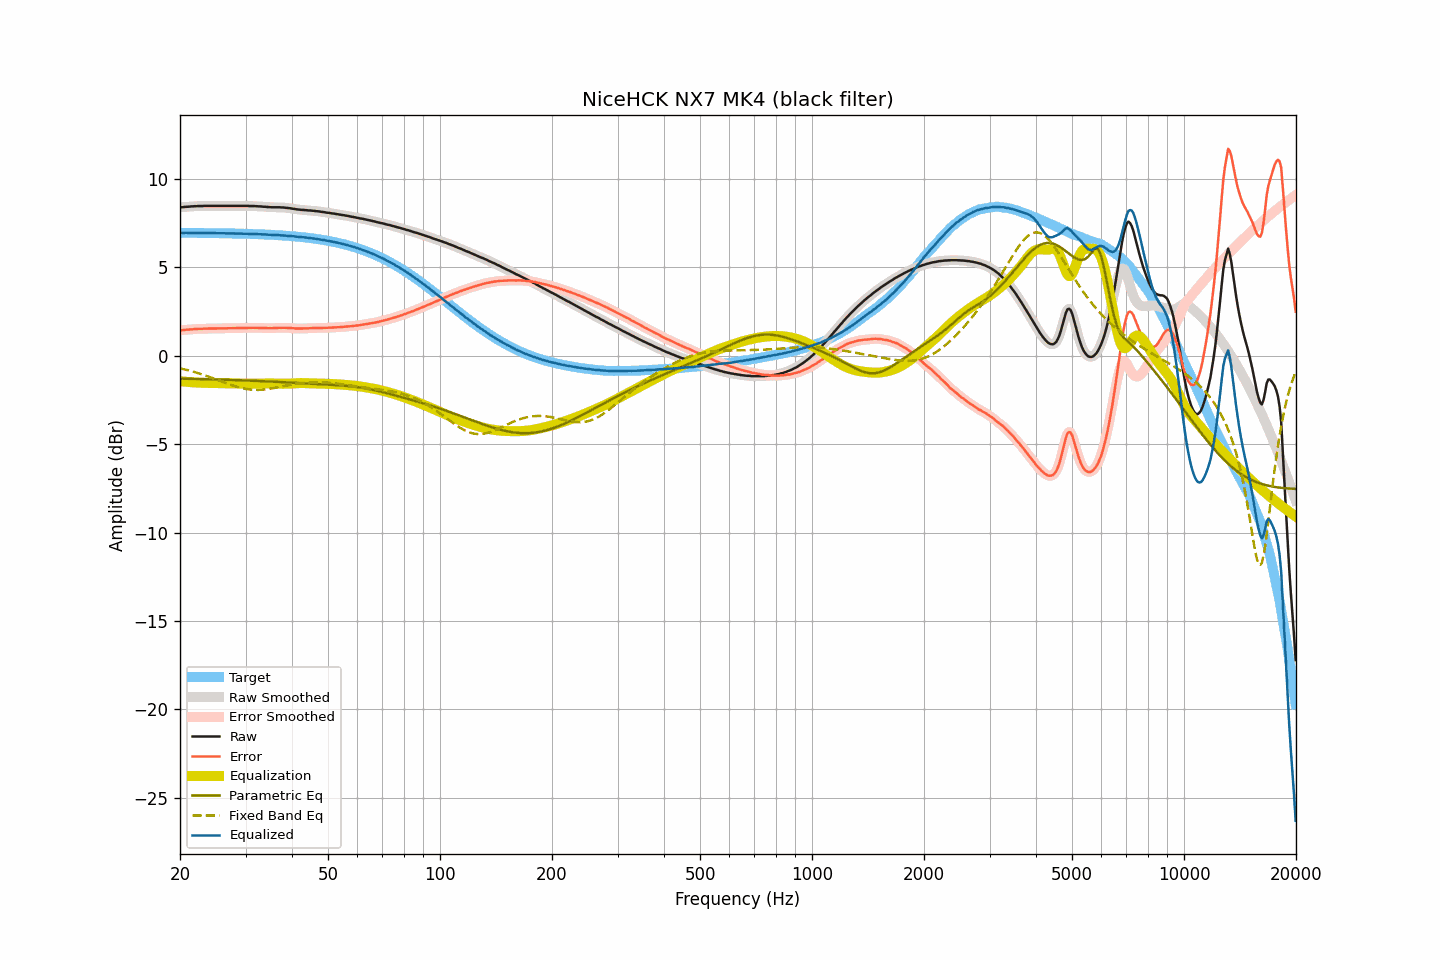 NiceHCK NX7 MK4 (black filter)
Amplitude (dBr)
10
5
0
−5
−10
−15
−20
−25
Target
Raw Smoothed
Error Smoothed
Raw
Error
Equalization
Parametric Eq
Fixed Band Eq
Equalized
20 50 100 200 500 1000 2000 5000 10000 20000
Frequency (Hz)